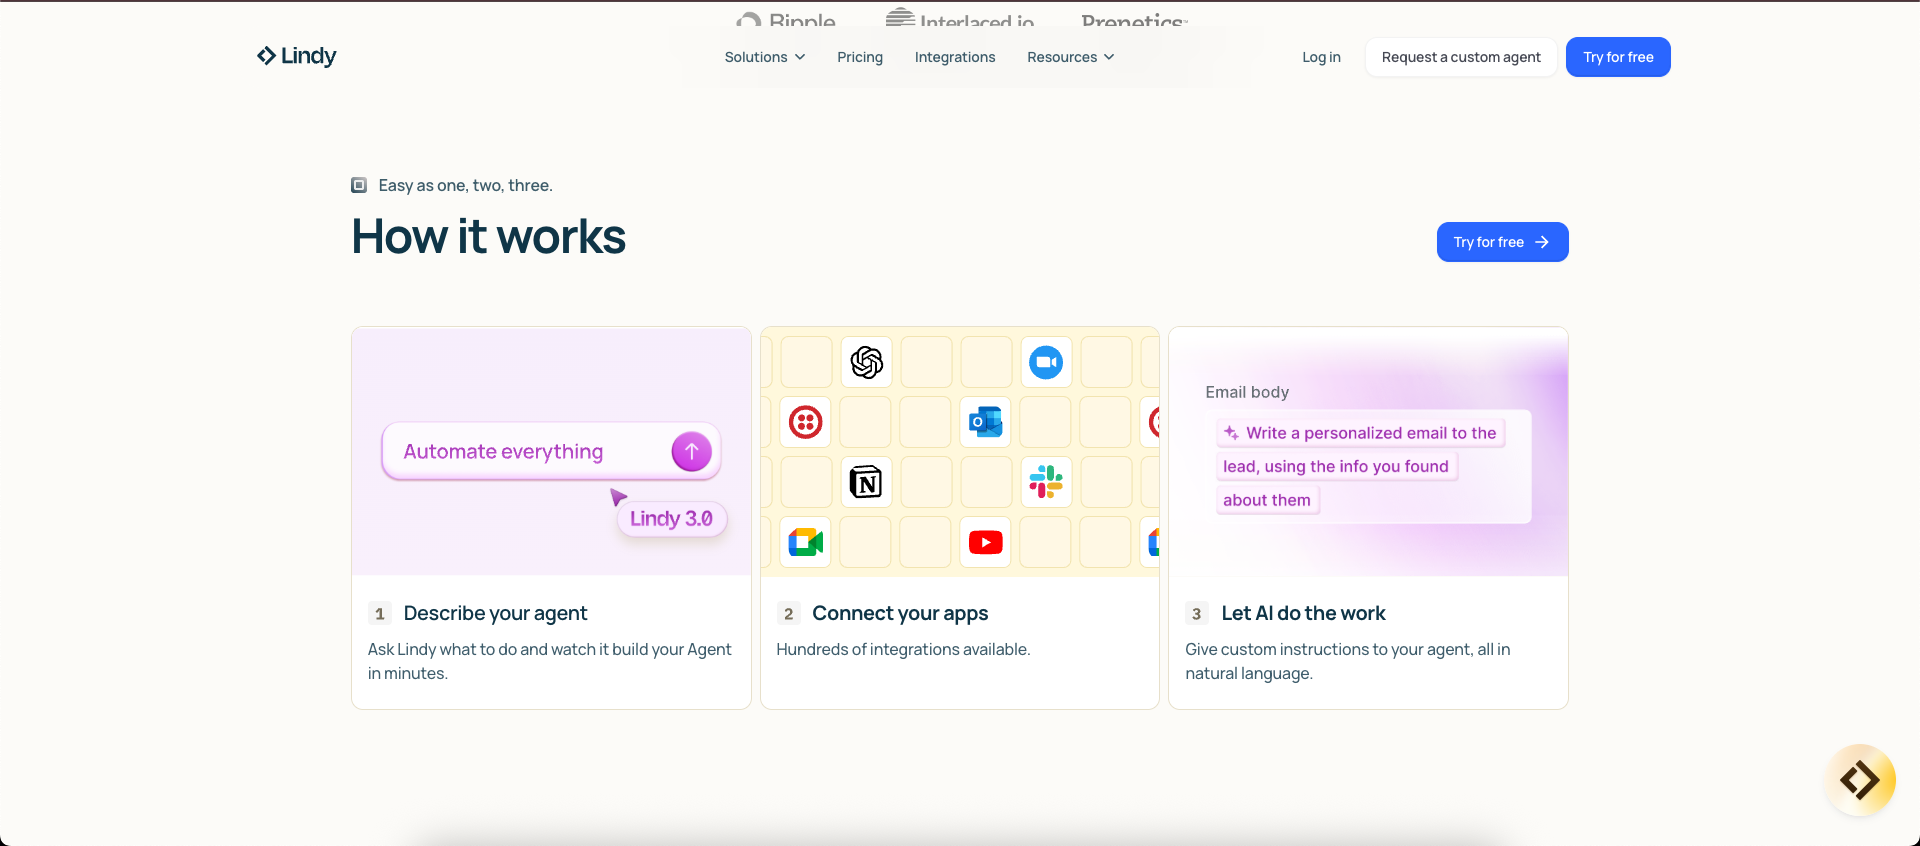 Ripple
Interlaced.io
Prenetics™
Lindy
Solutions
Pricing
Integrations
Resources
Log in
Request a custom agent
Try for free
Easy as one, two, three.
How it works
Try for free
Automate everything
Lindy 3.0
1 Describe your agent
Ask Lindy what to do and watch it build your Agent
in minutes.
N
2 Connect your apps
Hundreds of integrations available.
Email body
Write a personalized email to the
lead, using the info you found
about them
3 Let AI do the work
Give custom instructions to your agent, all in
natural language.